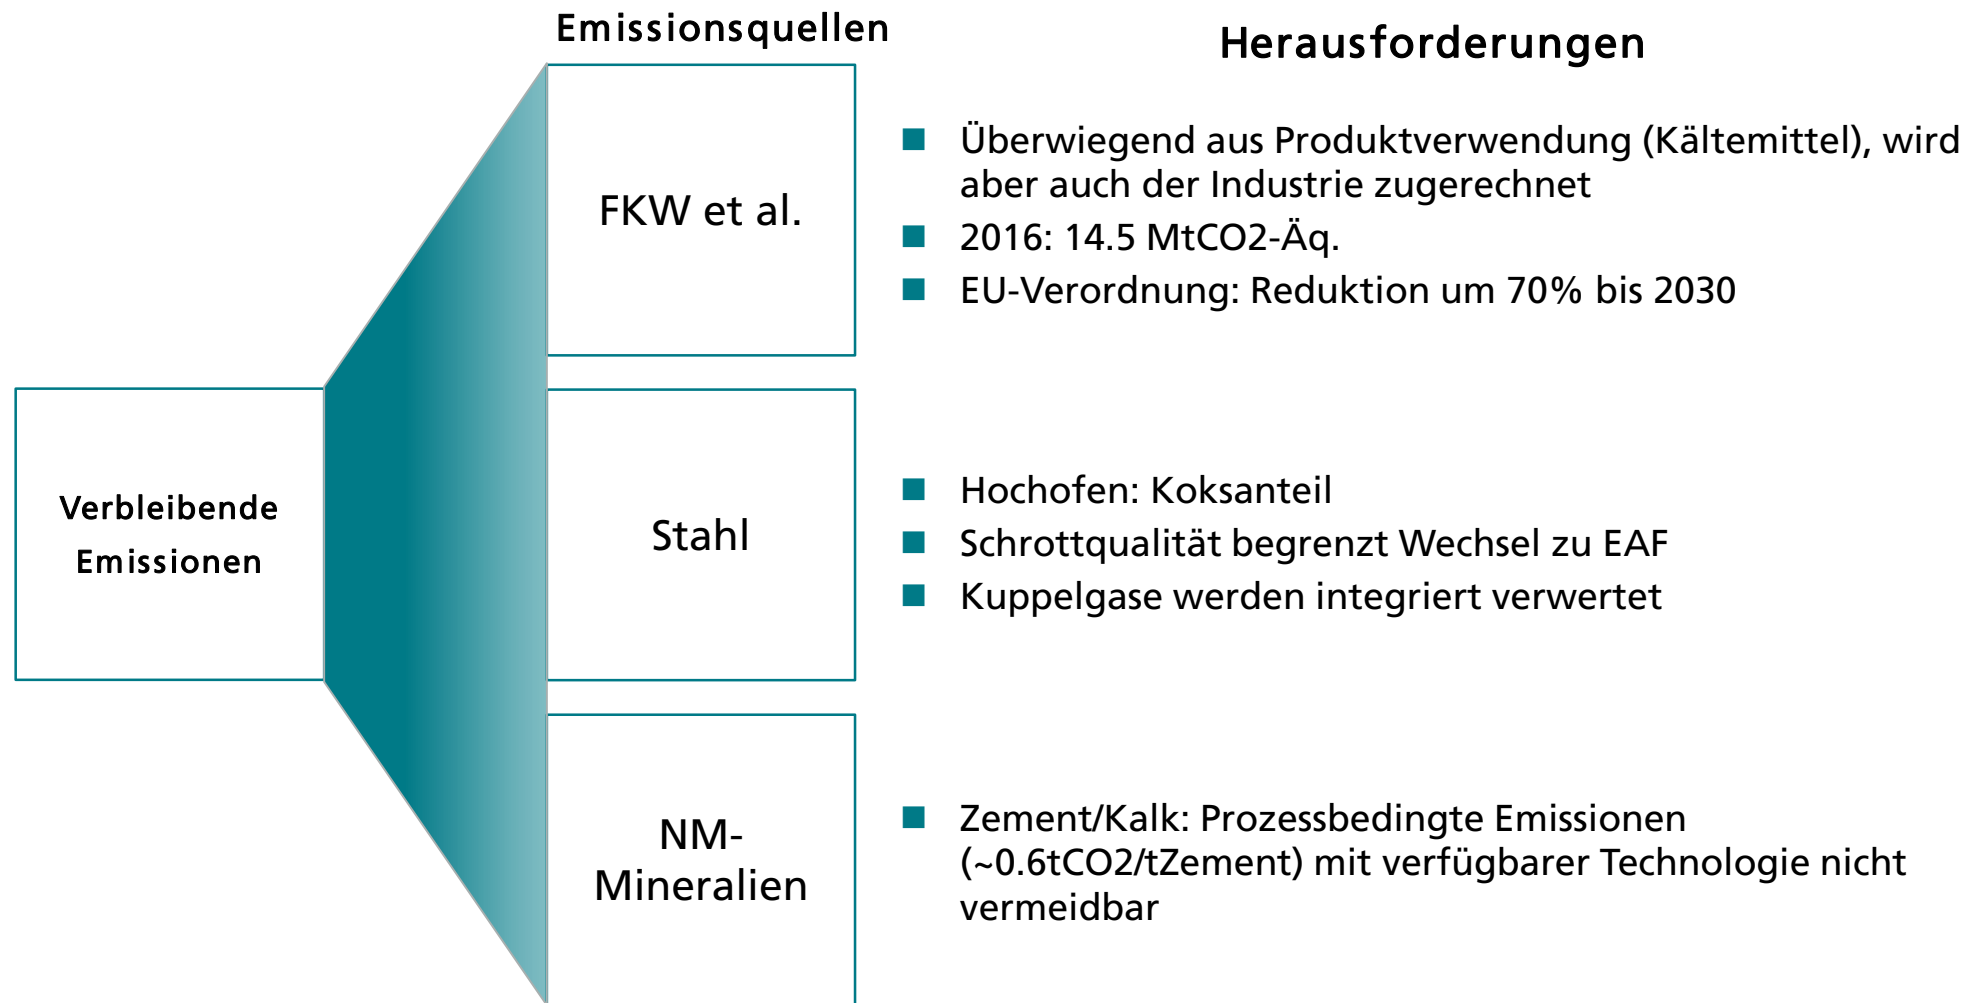 Emissionsquellen
Herausforderungen
FKW et al.
Überwiegend aus Produktverwendung (Kältemittel), wird
aber auch der Industrie zugerechnet
2016: 14.5 MtCO2-Äq.
EU-Verordnung: Reduktion um 70% bis 2030
Verbleibende
Emissionen
Stahl
Hochofen: Koksanteil
Schrottqualität begrenzt Wechsel zu EAF
Kuppelgase werden integriert verwertet
NM-
Mineralien
Zement/Kalk: Prozessbedingte Emissionen
(~0.6tCO2/tZement) mit verfügbarer Technologie nicht
vermeidbar